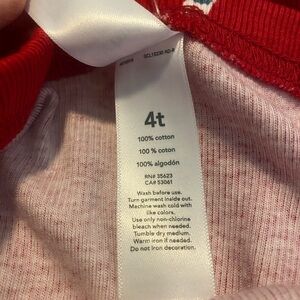 4t
100% cotton
100 % coton
100% algodón
RN# 35623
CA# 53061
Wash before use.
Turn garment inside out.
Machine wash cold with
like colors.
Use only non-chlorine
bleach when needed.
Tumble dry medium.
Warm iron if needed.
Do not iron decoration.